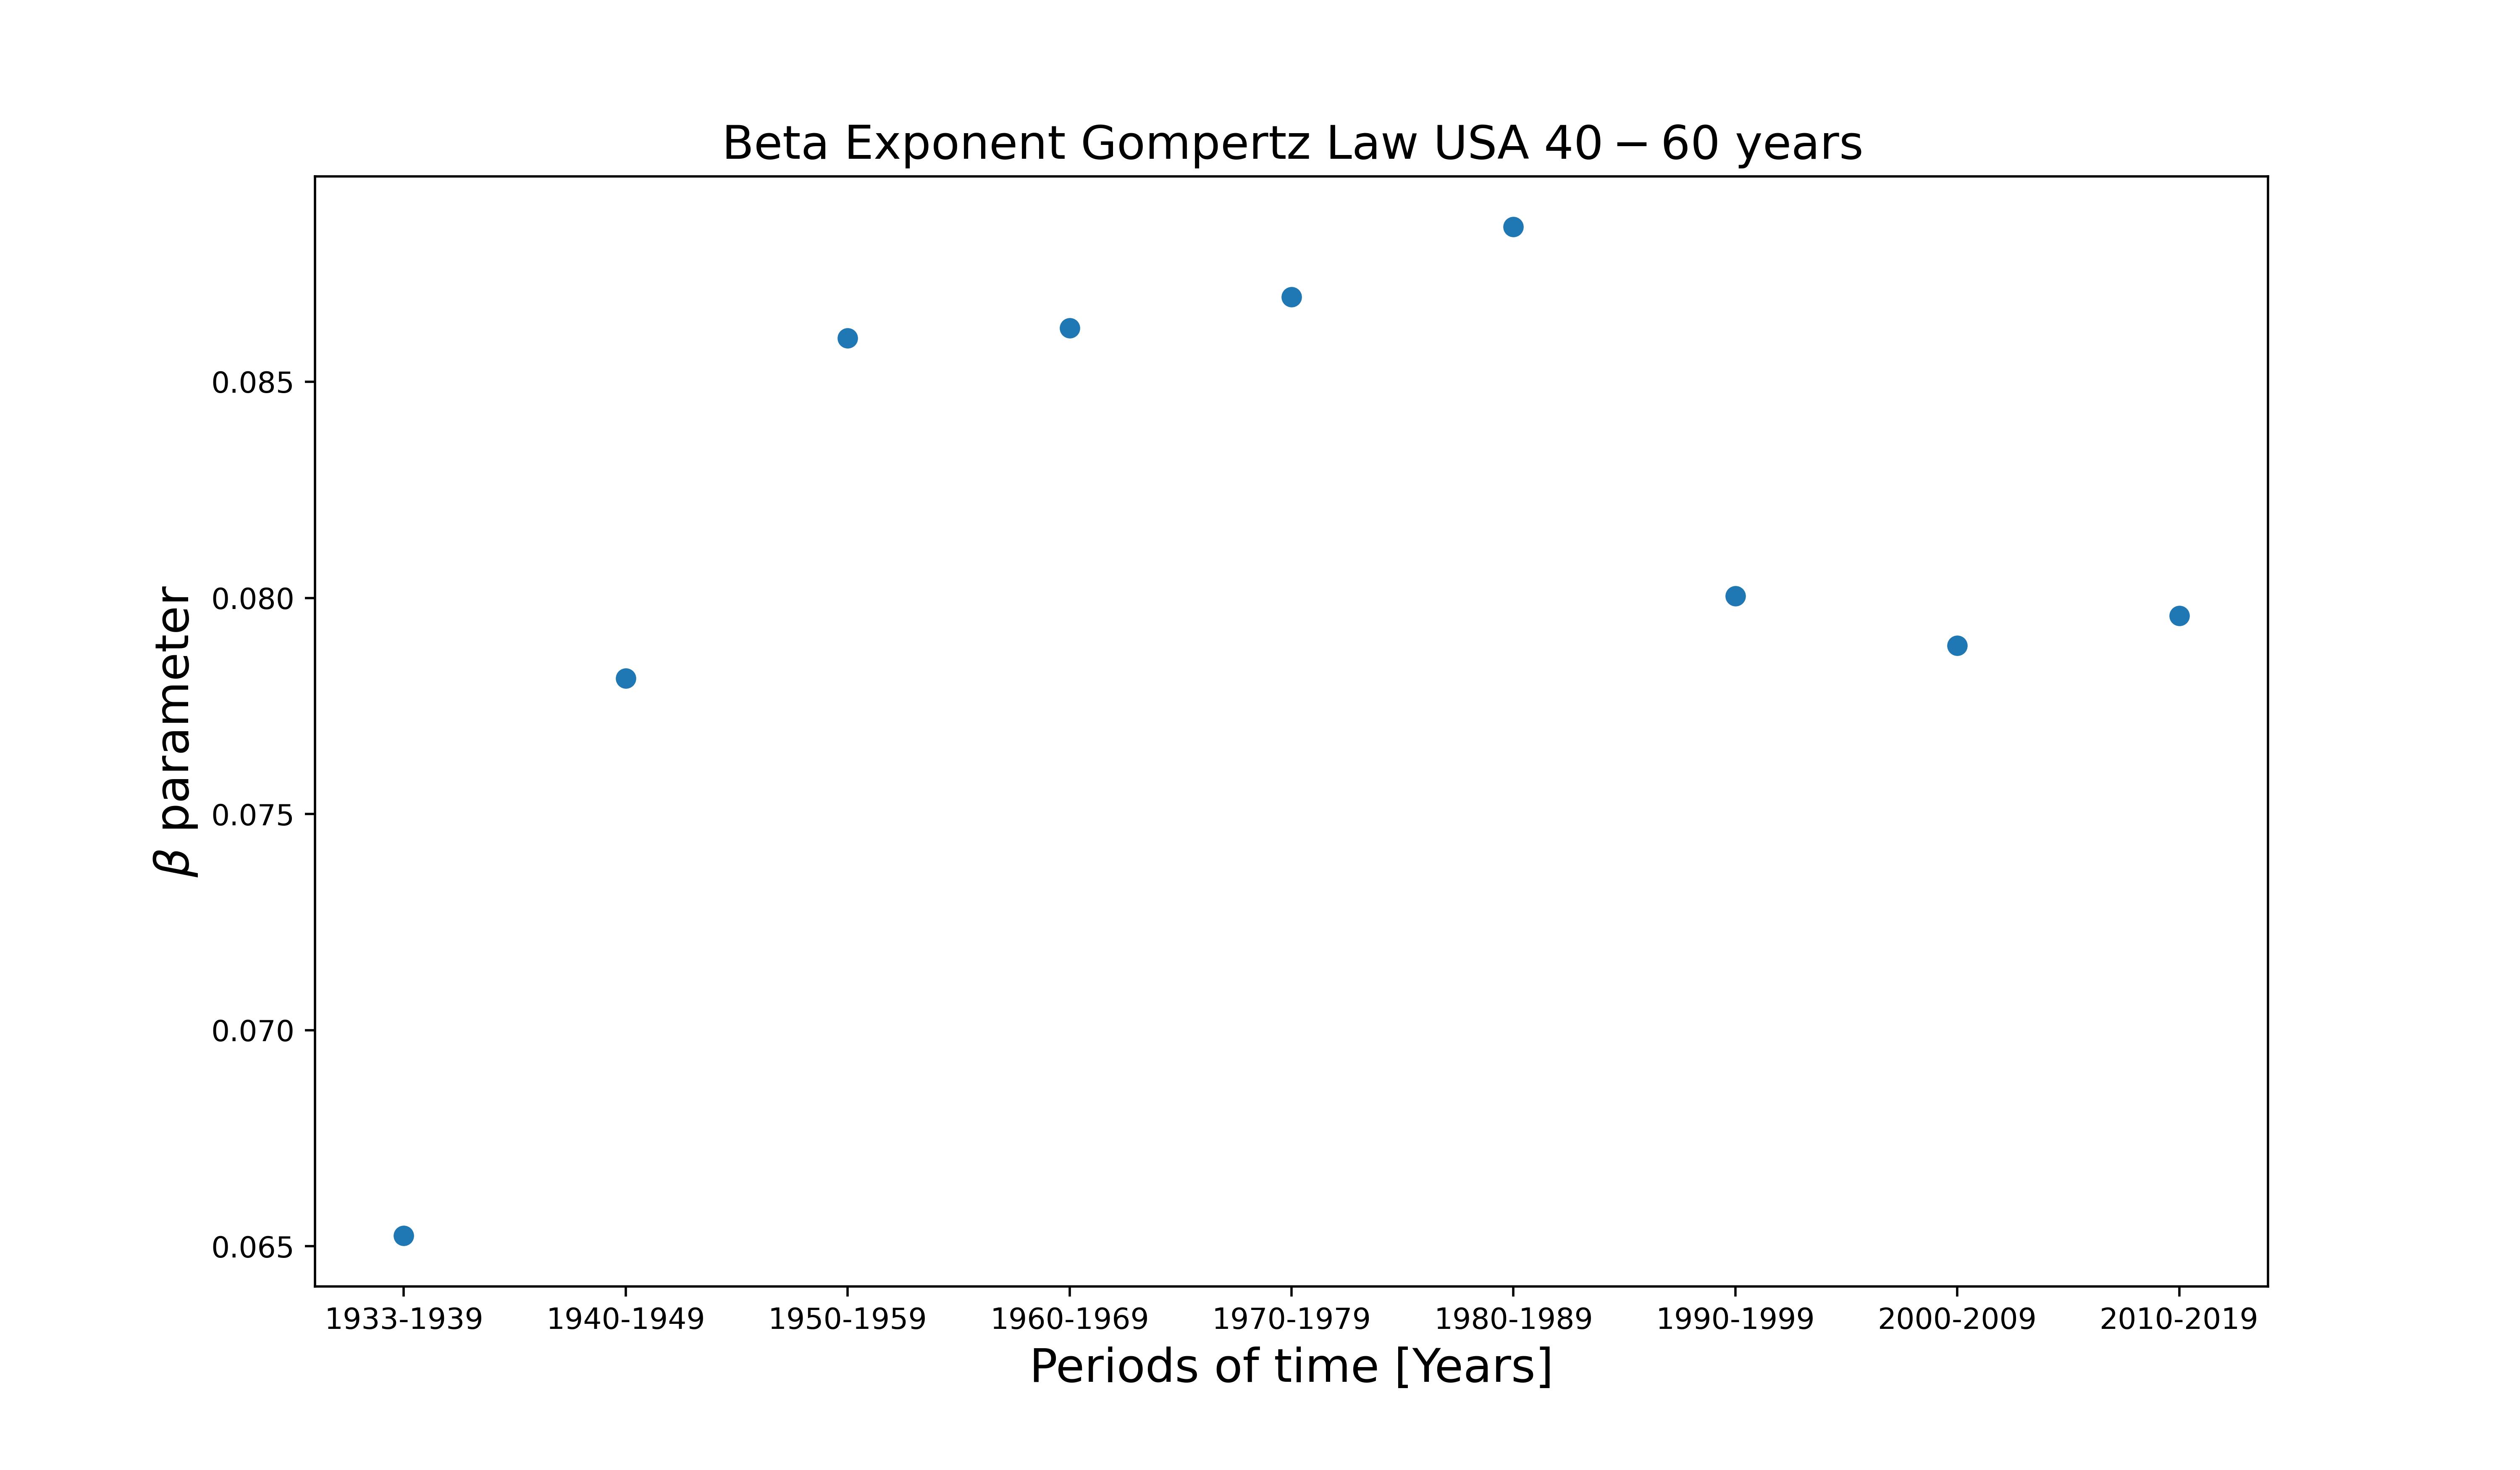 Beta Exponent Gompertz Law USA 40 − 60 years
β parameter
0.085
0.080
0.075
0.070
0.065
1933-1939 1940-1949 1950-1959 1960-1969 1970-1979 1980-1989 1990-1999 2000-2009 2010-2019
Periods of time [Years]